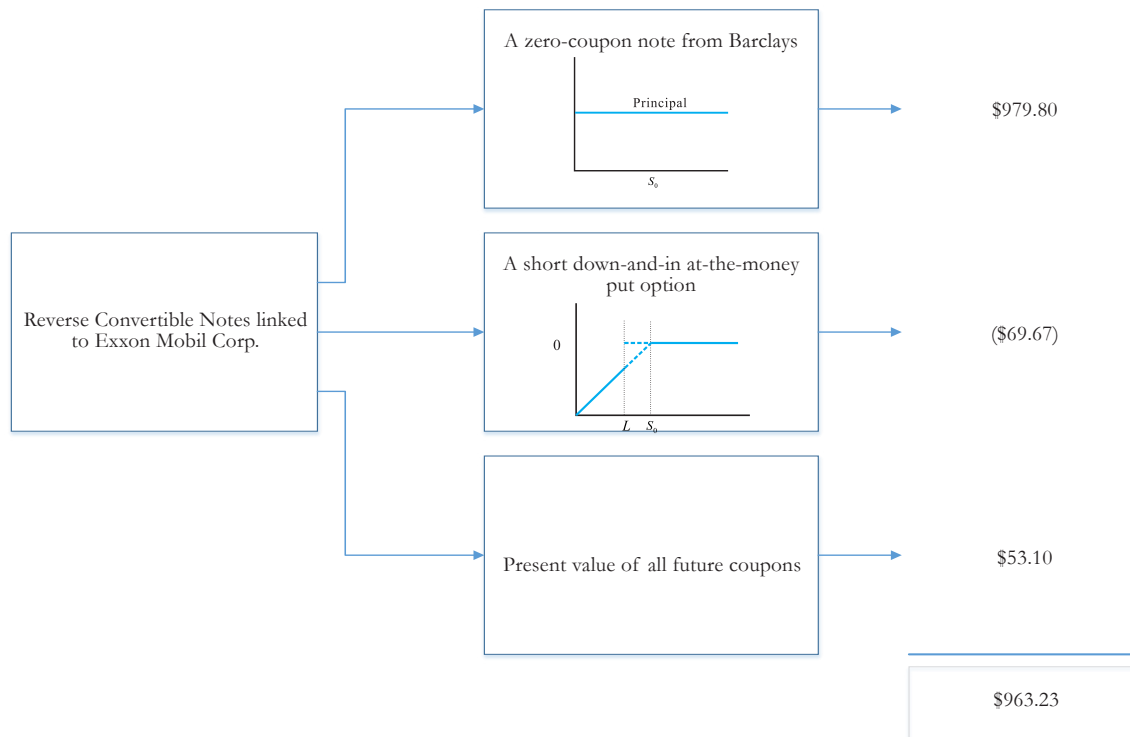 A zero-coupon note from Barclays
Principal
S₀
$979.80
Reverse Convertible Notes linked
to Exxon Mobil Corp.
A short down-and-in at-the-money
put option
0
L S₀
($69.67)
Present value of all future coupons
$53.10
$963.23